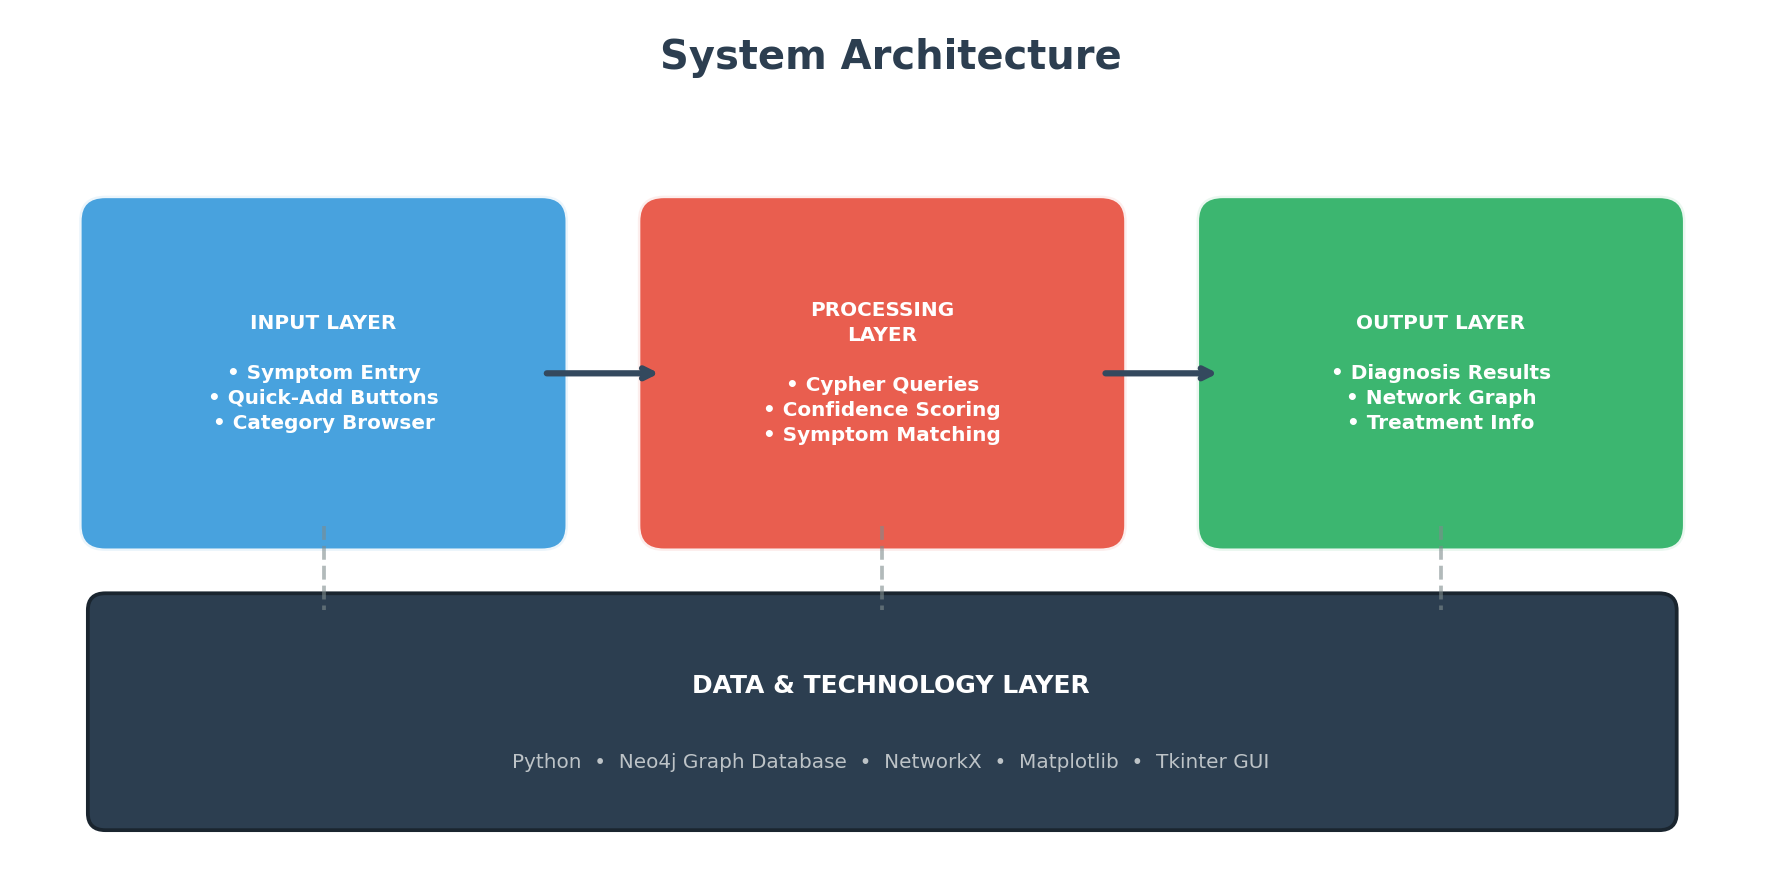 System Architecture
INPUT LAYER
• Symptom Entry
• Quick-Add Buttons
• Category Browser
PROCESSING
LAYER
• Cypher Queries
• Confidence Scoring
• Symptom Matching
OUTPUT LAYER
• Diagnosis Results
• Network Graph
• Treatment Info
DATA & TECHNOLOGY LAYER
Python • Neo4j Graph Database • NetworkX • Matplotlib • Tkinter GUI